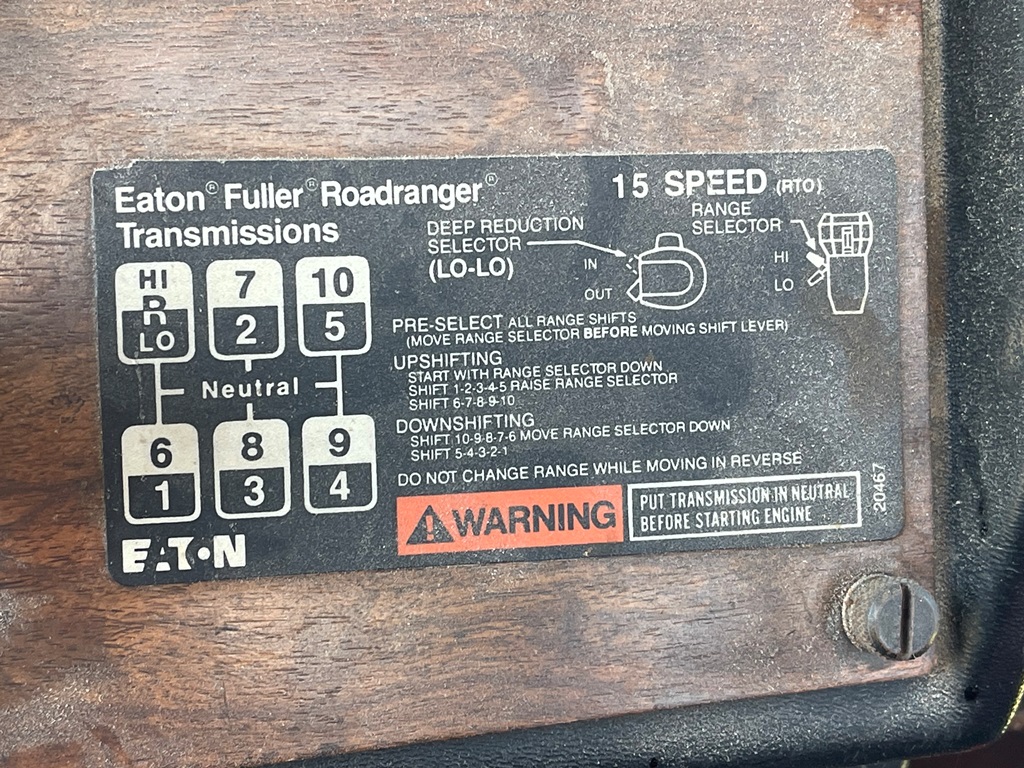 Eaton® Fuller® Roadranger®
Transmissions
15 SPEED (RTO)
DEEP REDUCTION
SELECTOR
(LO-LO)
IN
OUT
RANGE
SELECTOR
HI
LO
HI
R
LO
7
2
10
5
Neutral
6
1
8
3
9
4
PRE-SELECT ALL RANGE SHIFTS
(MOVE RANGE SELECTOR BEFORE MOVING SHIFT LEVER)
UPSHIFTING
START WITH RANGE SELECTOR DOWN
SHIFT 1-2-3-4-5 RAISE RANGE SELECTOR
SHIFT 6-7-8-9-10
DOWNSHIFTING
SHIFT 10-9-8-7-6 MOVE RANGE SELECTOR DOWN
SHIFT 5-4-3-2-1
DO NOT CHANGE RANGE WHILE MOVING IN REVERSE
WARNING
PUT TRANSMISSION IN NEUTRAL
BEFORE STARTING ENGINE
20467
EATON